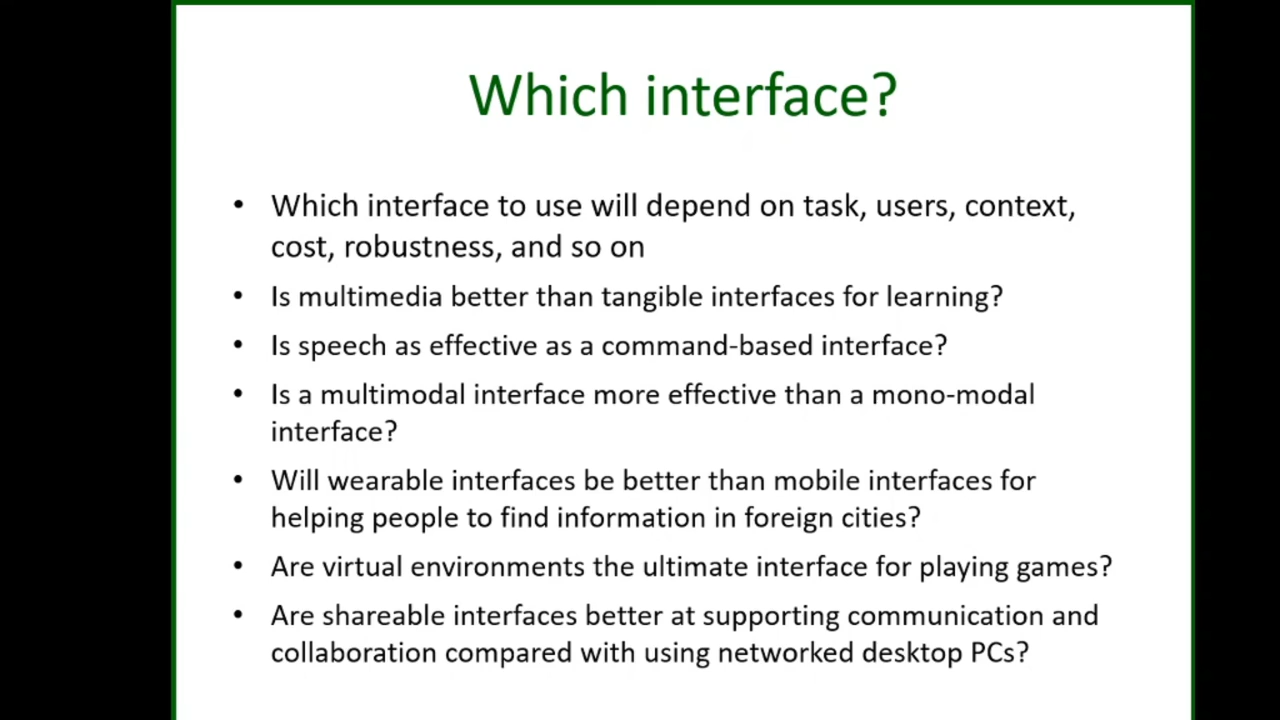 Which interface?
• Which interface to use will depend on task, users, context,
cost, robustness, and so on
• Is multimedia better than tangible interfaces for learning?
• Is speech as effective as a command-based interface?
• Is a multimodal interface more effective than a mono-modal
interface?
• Will wearable interfaces be better than mobile interfaces for
helping people to find information in foreign cities?
• Are virtual environments the ultimate interface for playing games?
• Are shareable interfaces better at supporting communication and
collaboration compared with using networked desktop PCs?